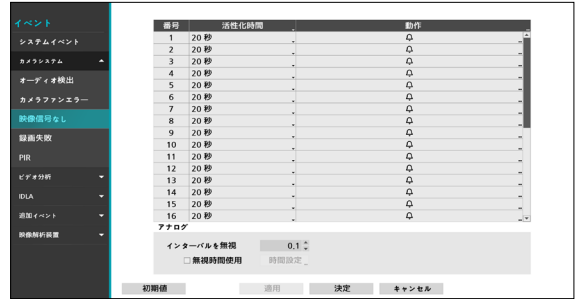 イベント
システムイベント
カメラシステム
オーディオ検出
カメラファンエラー
映像信号なし
録画失敗
PIR
ビデオ分析
IDLA
追加イベント
映像解析装置
番号 活性化時間 動作
1 20 秒
2 20 秒
3 20 秒
4 20 秒
5 20 秒
6 20 秒
7 20 秒
8 20 秒
9 20 秒
10 20 秒
11 20 秒
12 20 秒
13 20 秒
14 20 秒
15 20 秒
16 20 秒
アナログ
インターバルを無視 0.1
無視時間使用 時間設定
初期値 適用 決定 キャンセル